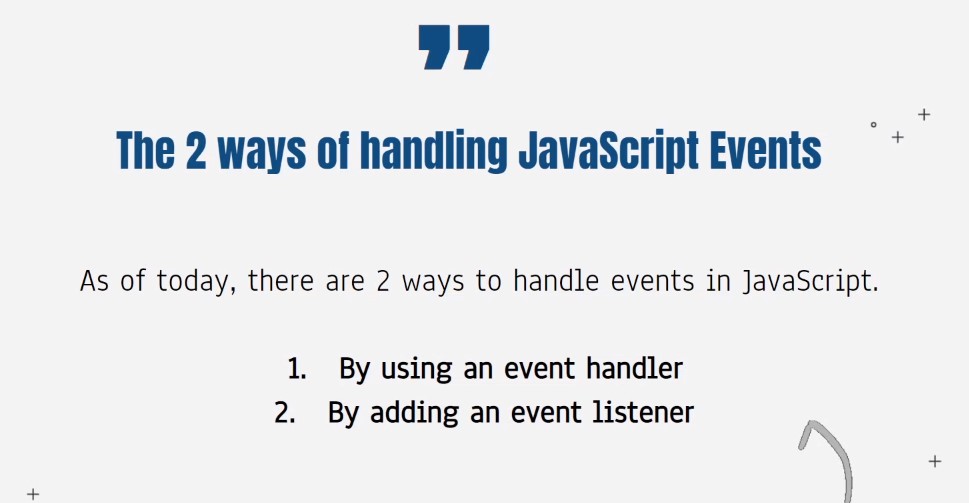 The 2 ways of handling JavaScript Events
As of today, there are 2 ways to handle events in JavaScript.
1. By using an event handler
2. By adding an event listener